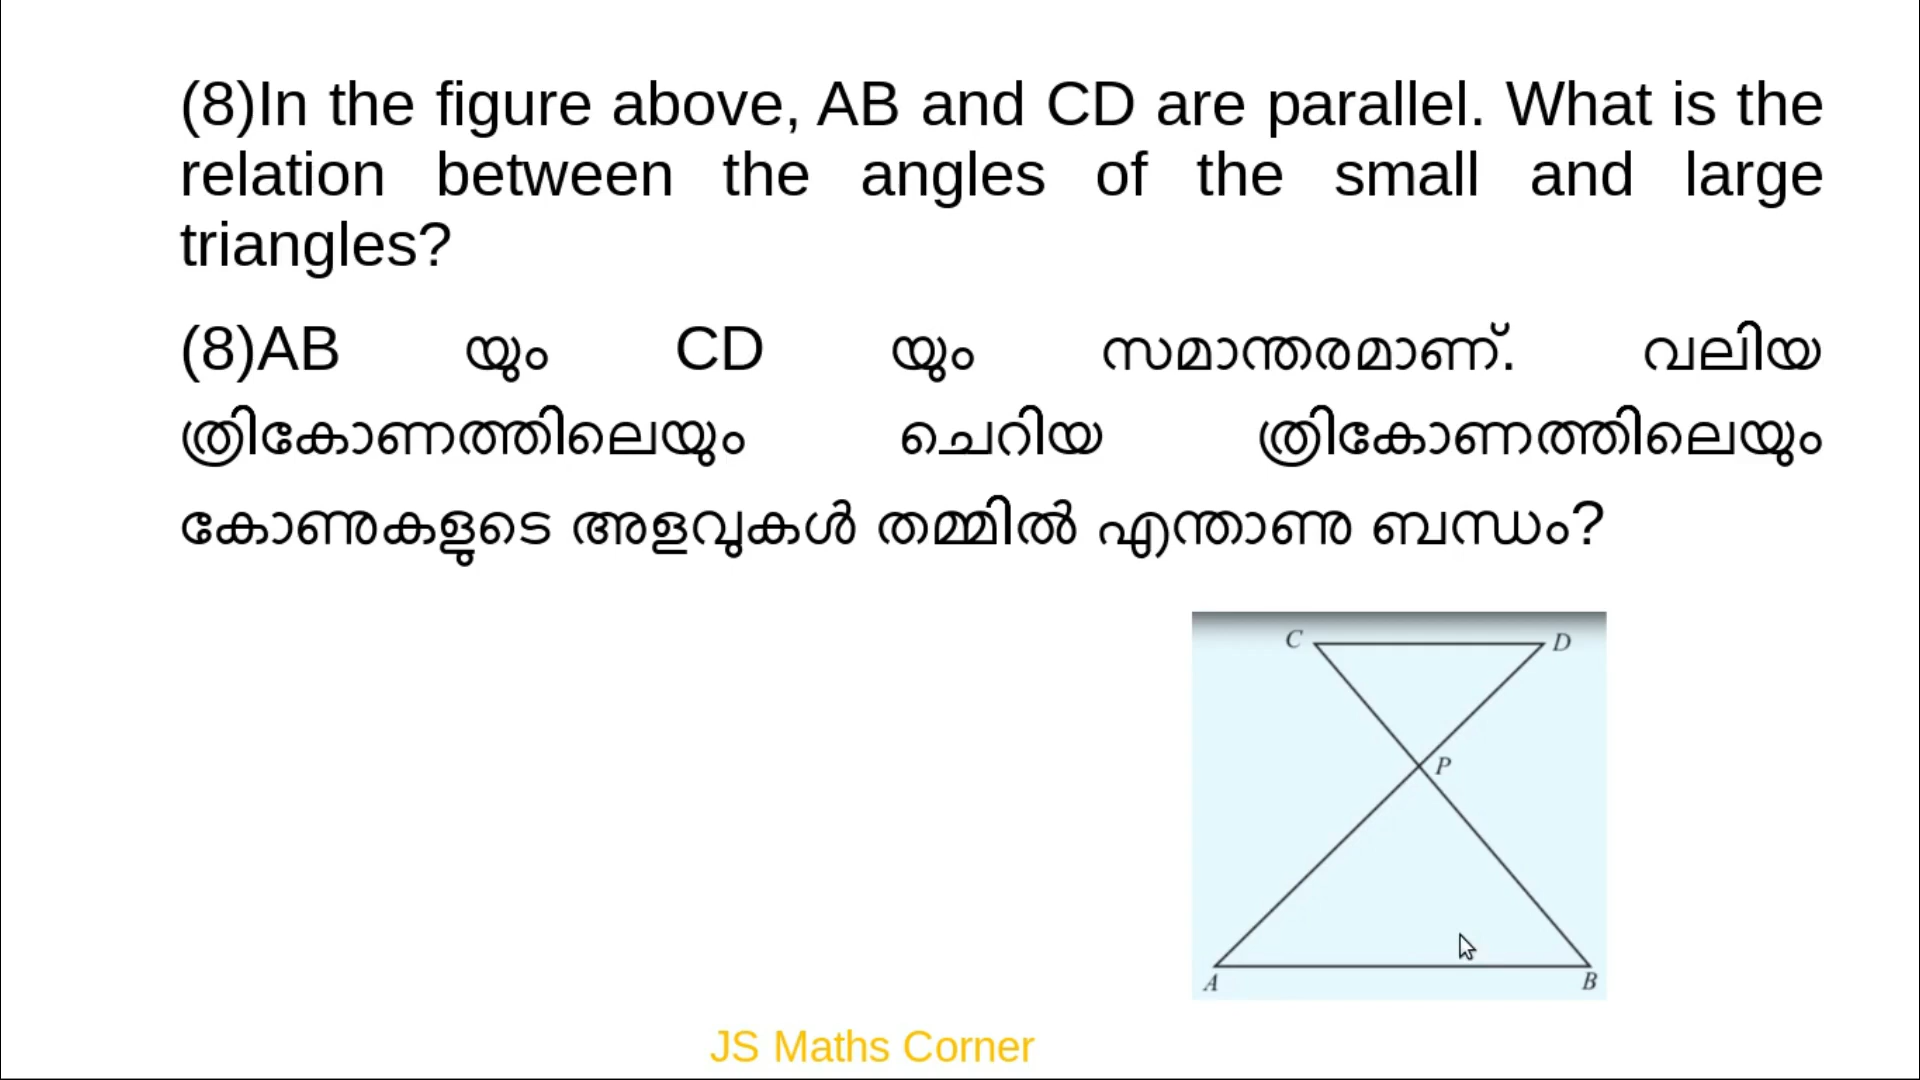 (8)In the figure above, AB and CD are parallel. What is the
relation between the angles of the small and large
triangles?
(8)AB യും CD യും സമാന്തരമാണ്. വലിയ
ത്രികോണത്തിലെയും ചെറിയ ത്രികോണത്തിലെയും
കോണുകളുടെ അളവുകൾ തമ്മിൽ എന്താണു ബന്ധം?
C D
P
A B
JS Maths Corner